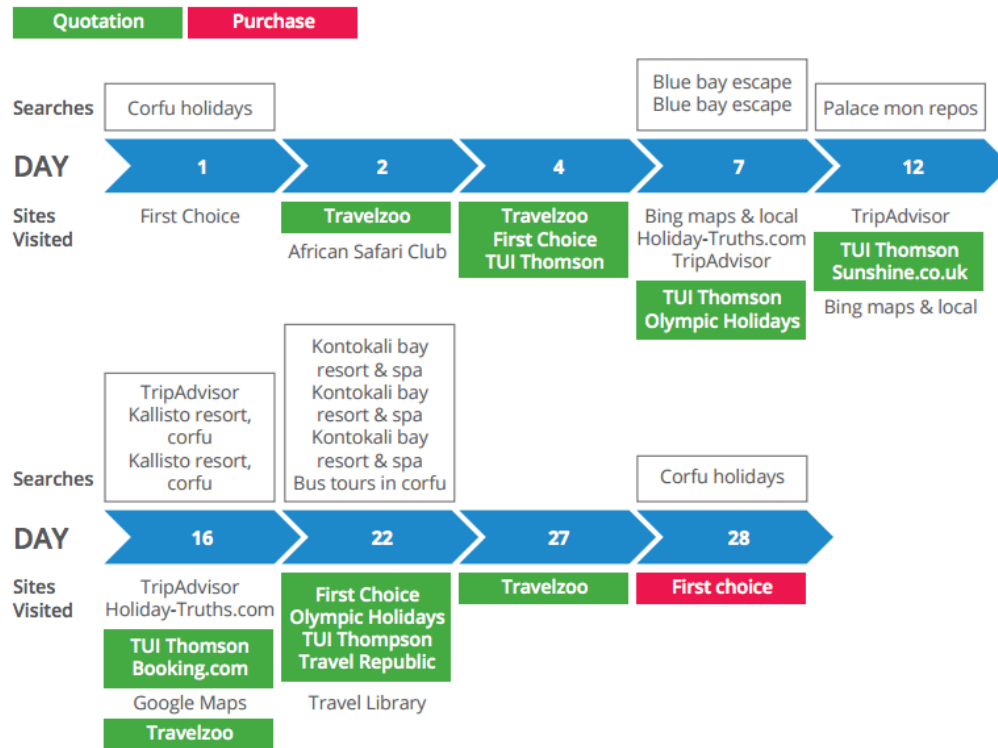 Quotation
Purchase
Searches
Corfu holidays
Blue bay escape
Blue bay escape
Palace mon repos
DAY
1
2
4
7
12
Sites
Visited
First Choice
Travelzoo
African Safari Club
Travelzoo
First Choice
TUI Thomson
Bing maps & local
Holiday-Truths.com
TripAdvisor
TUI Thomson
Olympic Holidays
TripAdvisor
TUI Thomson
Sunshine.co.uk
Bing maps & local
Searches
TripAdvisor
Kallisto resort,
corfu
Kallisto resort,
corfu
Kontokali bay
resort & spa
Kontokali bay
resort & spa
Kontokali bay
resort & spa
Bus tours in corfu
Corfu holidays
DAY
16
22
27
28
Sites
Visited
TripAdvisor
Holiday-Truths.com
TUI Thomson
Booking.com
Google Maps
Travelzoo
First Choice
Olympic Holidays
TUI Thompson
Travel Republic
Travel Library
Travelzoo
First choice